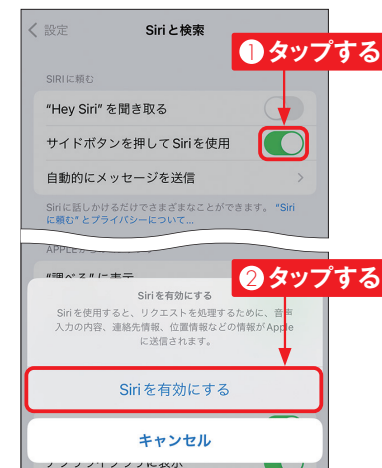 設定
Siriと検索
①タップする
SIRIに頼む
“Hey Siri”を聞き取る
サイドボタンを押してSiriを使用
自動的にメッセージを送信
Siriに話しかけるだけでさまざまなことができます。“Siri
に頼む”とプライバシーについて...
②タップする
“調べる”に表示
Siriを有効にする
Siriを使用すると、リクエストを処理するために、音声
入力の内容、連絡先情報、位置情報などの情報がApple
に送信されます。
Siriを有効にする
キャンセル